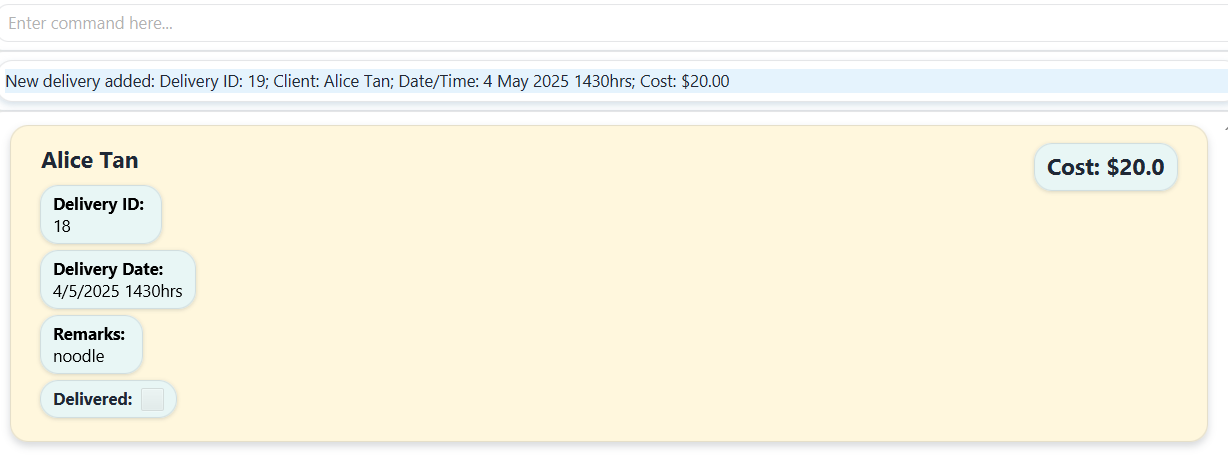 Enter command here...
New delivery added: Delivery ID: 19; Client: Alice Tan; Date/Time: 4 May 2025 1430hrs; Cost: $20.00
Alice Tan
Cost: $20.0
Delivery ID:
18
Delivery Date:
4/5/2025 1430hrs
Remarks:
noodle
Delivered: